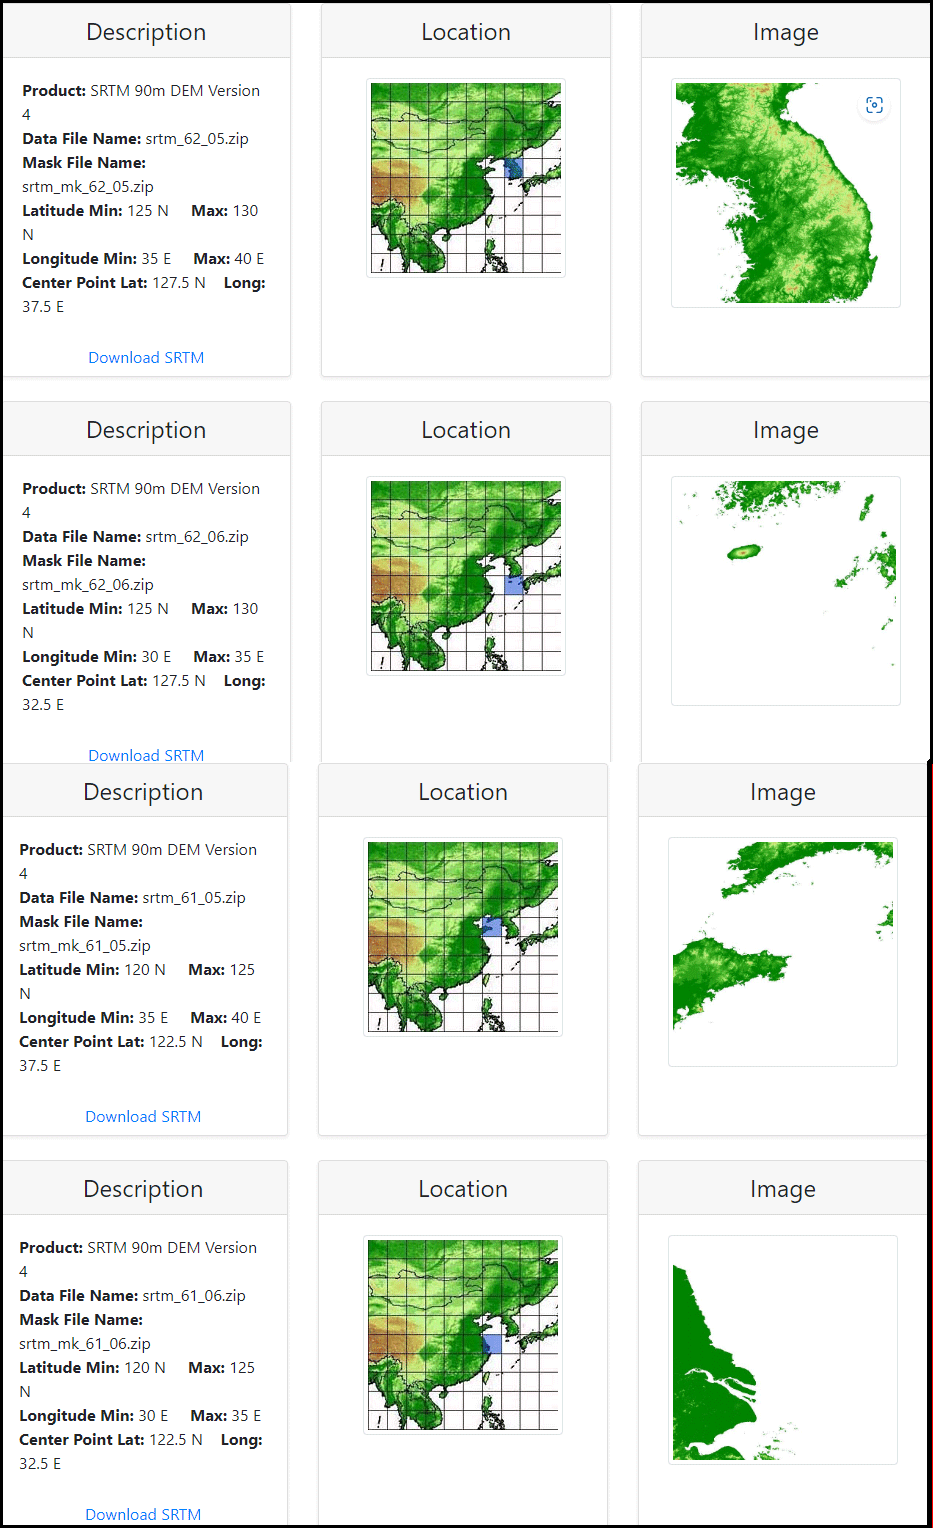 Description
Location
Image
Product: SRTM 90m DEM Version
4
Data File Name: srtm_62_05.zip
Mask File Name:
srtm_mk_62_05.zip
Latitude Min: 125 N Max: 130
N
Longitude Min: 35 E Max: 40 E
Center Point Lat: 127.5 N Long:
37.5 E
Download SRTM
Description
Location
Image
Product: SRTM 90m DEM Version
4
Data File Name: srtm_62_06.zip
Mask File Name:
srtm_mk_62_06.zip
Latitude Min: 125 N Max: 130
N
Longitude Min: 30 E Max: 35 E
Center Point Lat: 127.5 N Long:
32.5 E
Download SRTM
Description
Location
Image
Product: SRTM 90m DEM Version
4
Data File Name: srtm_61_05.zip
Mask File Name:
srtm_mk_61_05.zip
Latitude Min: 120 N Max: 125
N
Longitude Min: 35 E Max: 40 E
Center Point Lat: 122.5 N Long:
37.5 E
Download SRTM
Description
Location
Image
Product: SRTM 90m DEM Version
4
Data File Name: srtm_61_06.zip
Mask File Name:
srtm_mk_61_06.zip
Latitude Min: 120 N Max: 125
N
Longitude Min: 30 E Max: 35 E
Center Point Lat: 122.5 N Long:
32.5 E
Download SRTM